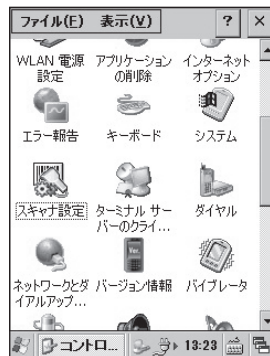 ファイル(F) 表示(V) ? ×
WLAN 電源 アプリケーション インターネット
設定 の削除 オプション
エラー報告 キーボード システム
スキャナ設定 ターミナル サー ダイヤル
バーのクライ...
ネットワークとダ バージョン情報 バイブレータ
イアルアップ...
Ver.
コントロ... 13:23